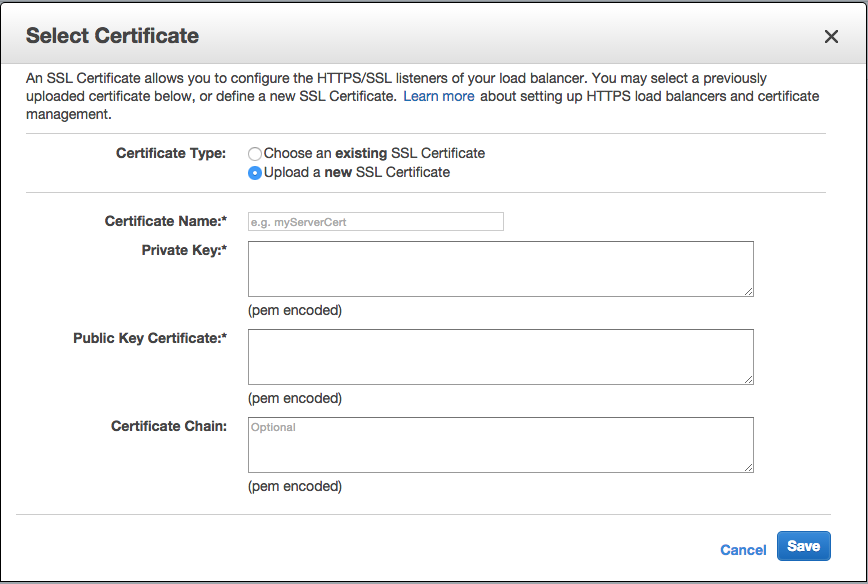 Select Certificate
An SSL Certificate allows you to configure the HTTPS/SSL listeners of your load balancer. You may select a previously
uploaded certificate below, or define a new SSL Certificate. Learn more about setting up HTTPS load balancers and certificate
management.
Certificate Type: Choose an existing SSL Certificate
Upload a new SSL Certificate
Certificate Name:* e.g. myServerCert
Private Key:*
(pem encoded)
Public Key Certificate:*
(pem encoded)
Certificate Chain: Optional
(pem encoded)
Cancel Save